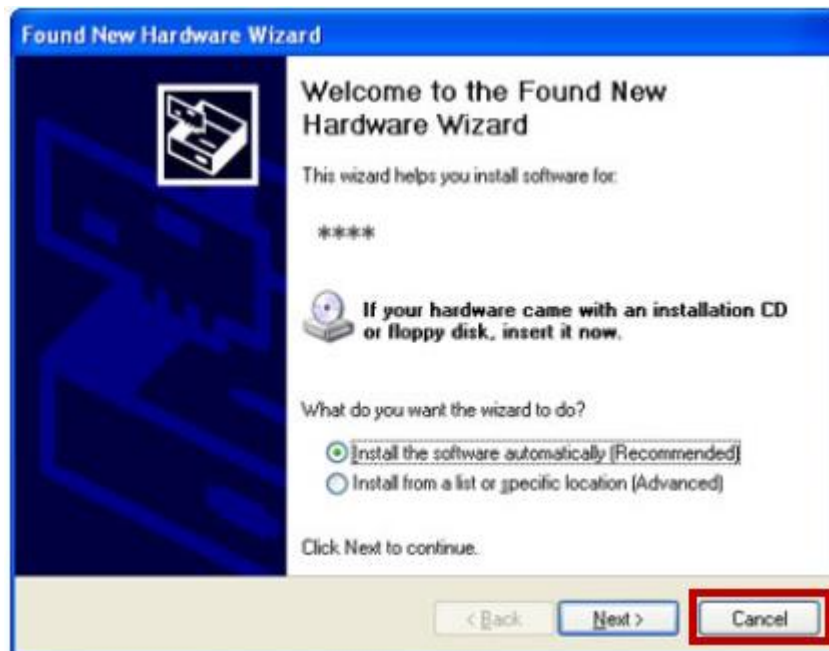 Found New Hardware Wizard
Welcome to the Found New
Hardware Wizard
This wizard helps you install software for:
****
If your hardware came with an installation CD
or floppy disk, insert it now.
What do you want the wizard to do?
Install the software automatically (Recommended)
Install from a list or specific location (Advanced)
Click Next to continue.
< Back Next > Cancel